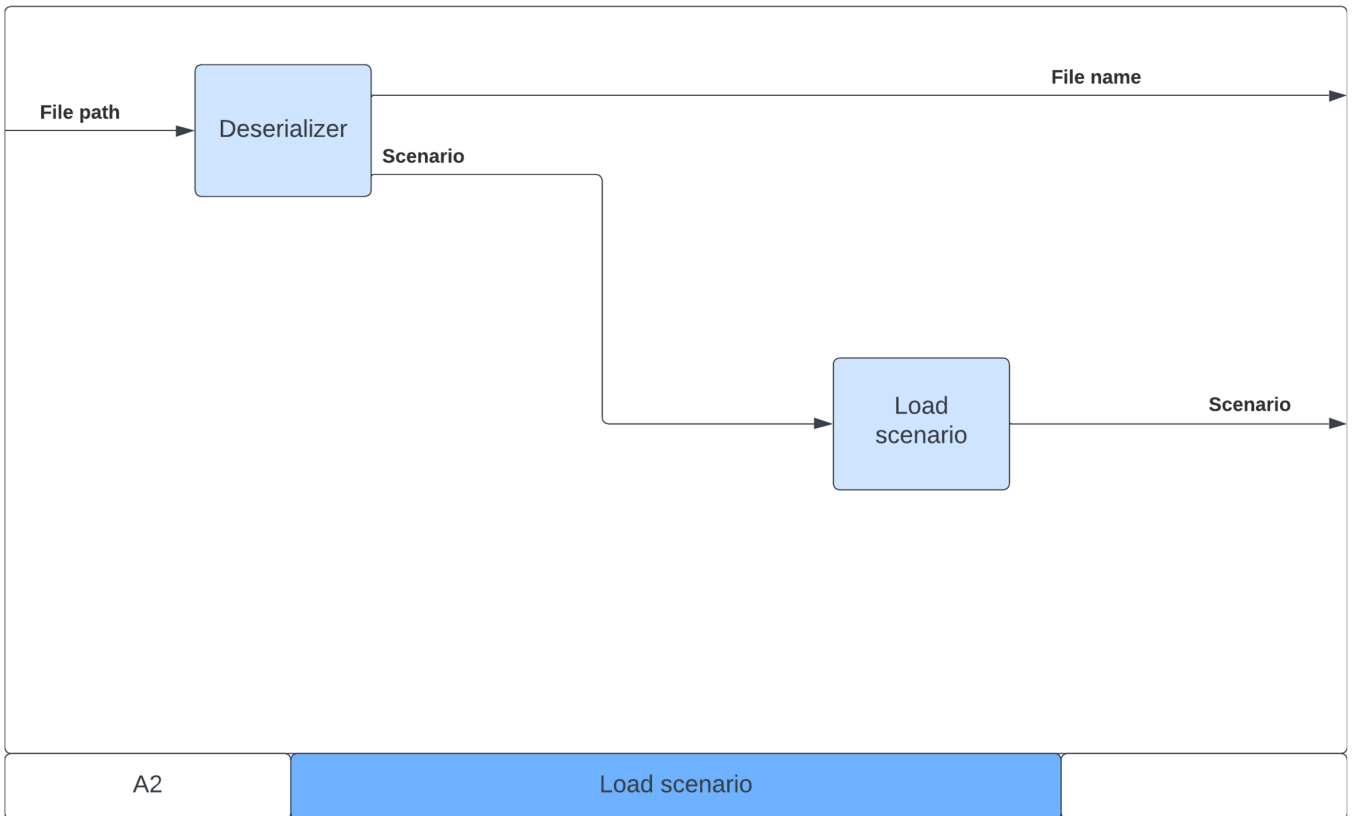 File name
File path
Deserializer
Scenario
Load
scenario
Scenario
A2
Load scenario